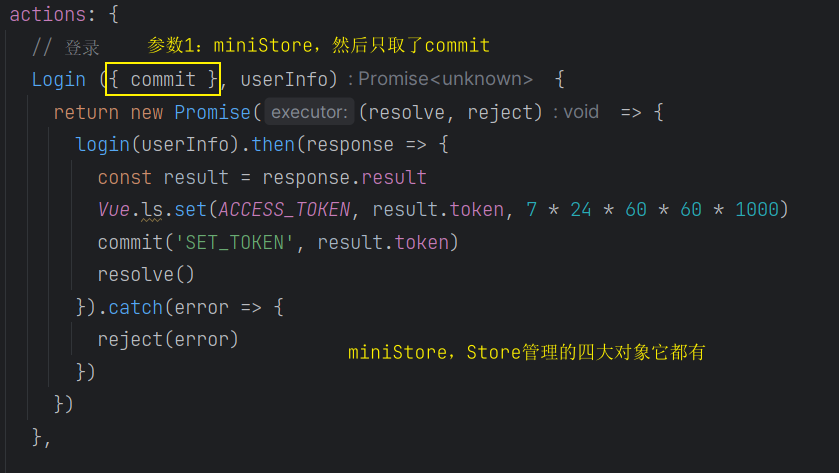 actions: {
// 登录 参数1：miniStore，然后只取了commit
Login ({ commit }, userInfo) : Promise<unknown> {
return new Promise( executor: (resolve, reject) : void => {
login(userInfo).then(response => {
const result = response.result
Vue.ls.set(ACCESS_TOKEN, result.token, 7 * 24 * 60 * 60 * 1000)
commit('SET_TOKEN', result.token)
resolve()
}).catch(error => {
reject(error)
miniStore，Store管理的四大对象它都有
})
})
},